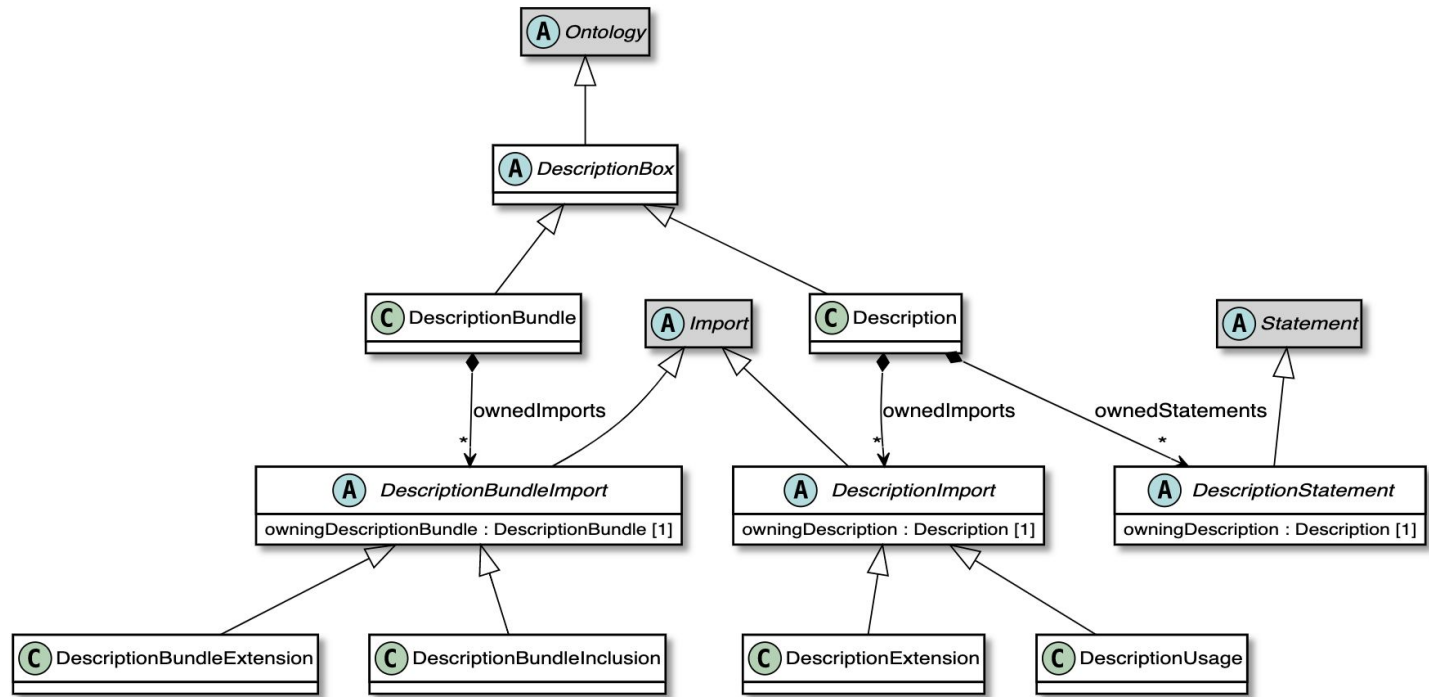 A Ontology
A DescriptionBox
C DescriptionBundle
A Import
C Description
A Statement
ownedImports
ownedImports
ownedStatements
*
*
*
A DescriptionBundleImport
owningDescriptionBundle : DescriptionBundle [1]
A DescriptionImport
owningDescription : Description [1]
A DescriptionStatement
owningDescription : Description [1]
C DescriptionBundleExtension
C DescriptionBundleInclusion
C DescriptionExtension
C DescriptionUsage